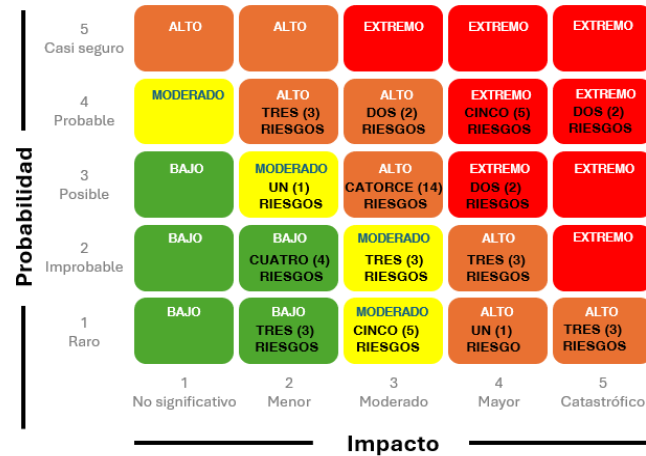 5
Casi seguro
ALTO
ALTO
EXTREMO
EXTREMO
EXTREMO
4
Probable
MODERADO
ALTO
TRES (3)
RIESGOS
ALTO
DOS (2)
RIESGOS
EXTREMO
CINCO (5)
RIESGOS
EXTREMO
DOS (2)
RIESGOS
Probabilidad
3
Posible
BAJO
MODERADO
UN (1)
RIESGOS
ALTO
CATORCE (14)
RIESGOS
EXTREMO
DOS (2)
RIESGOS
EXTREMO
2
Improbable
BAJO
BAJO
CUATRO (4)
RIESGOS
MODERADO
TRES (3)
RIESGOS
ALTO
TRES (3)
RIESGOS
EXTREMO
1
Raro
BAJO
BAJO
TRES (3)
RIESGOS
MODERADO
CINCO (5)
RIESGOS
ALTO
UN (1)
RIESGO
ALTO
TRES (3)
RIESGOS
1
No significativo
2
Menor
3
Moderado
4
Mayor
5
Catastrófico
Impacto